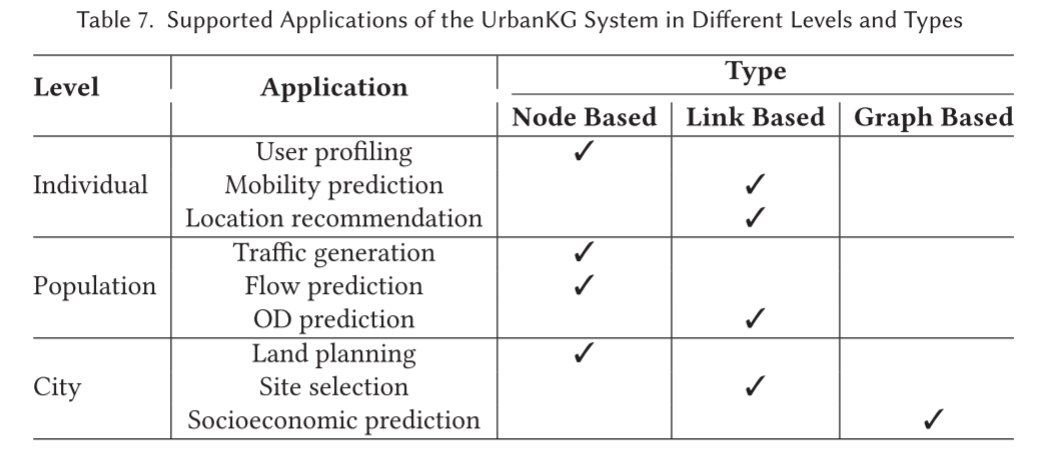 Table 7. Supported Applications of the UrbanKG System in Different Levels and Types
Level Application Type
Node Based Link Based Graph Based
Individual User profiling ✓
Mobility prediction ✓
Location recommendation ✓
Population Traffic generation ✓
Flow prediction ✓
OD prediction ✓
City Land planning ✓
Site selection ✓
Socioeconomic prediction ✓